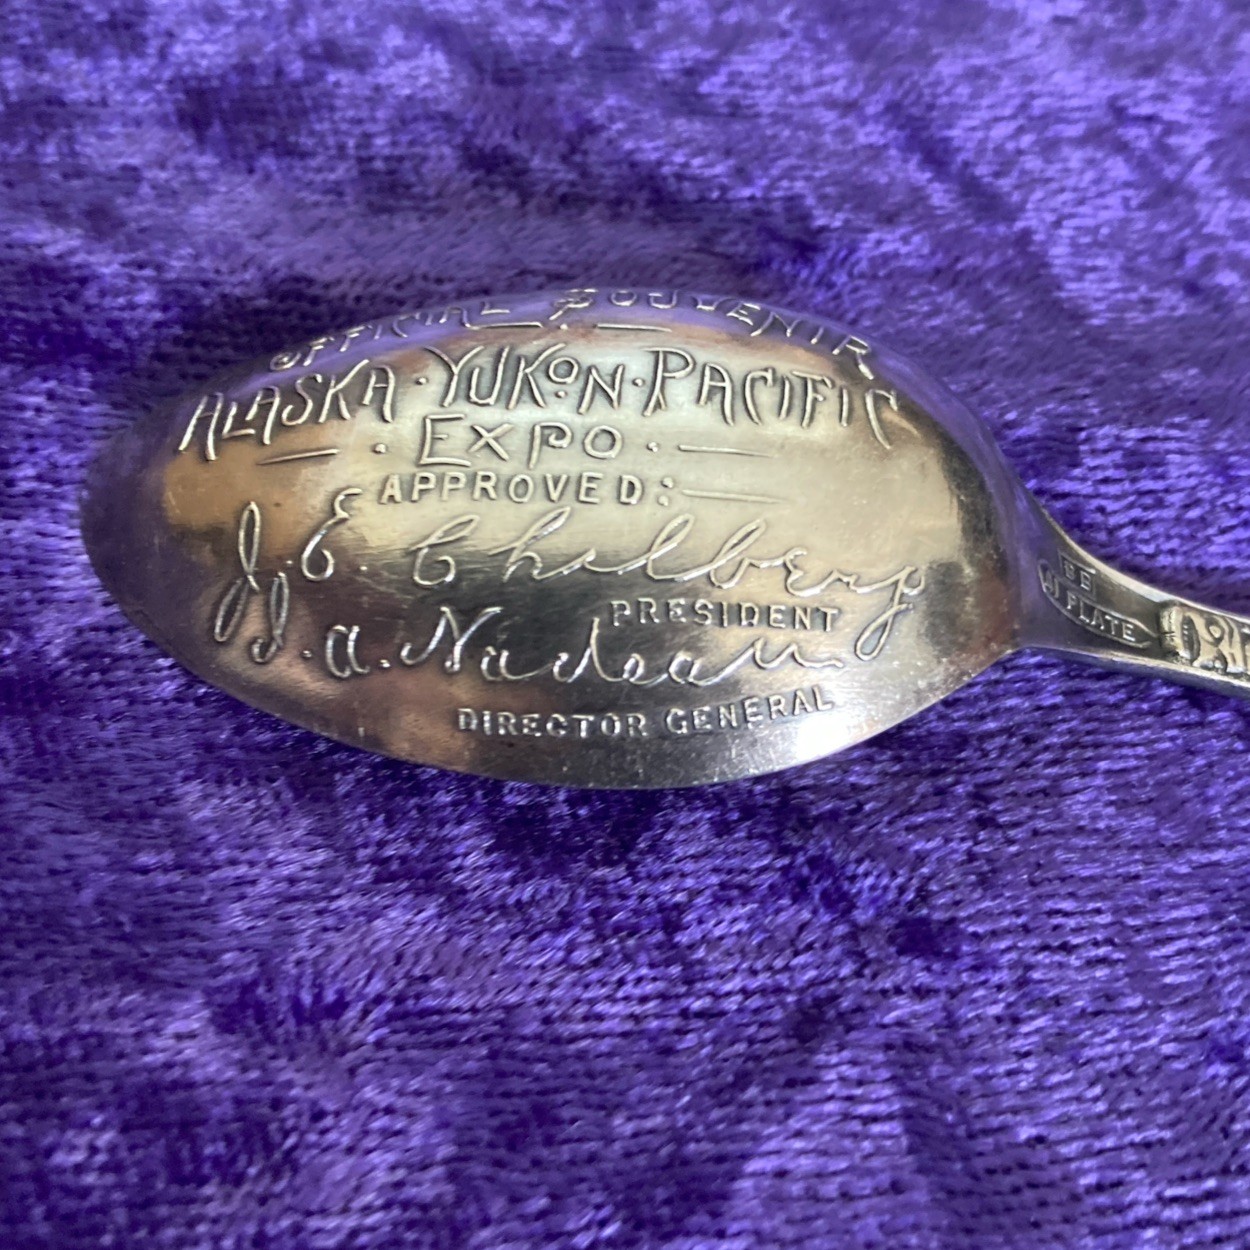 OFFICIAL SOUVENIR
ALASKA·YUKON·PACIFIC
· EXPO ·
APPROVED:
J. E. Chilberg
PRESIDENT
I. A. Nadeau
DIRECTOR GENERAL
PLATE